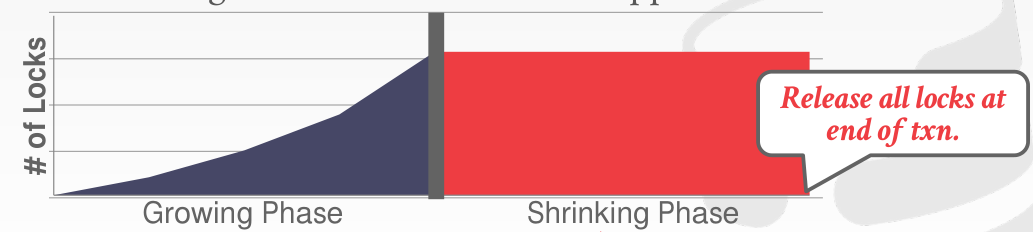 # of Locks
Release all locks at
end of txn.
Growing Phase
Shrinking Phase